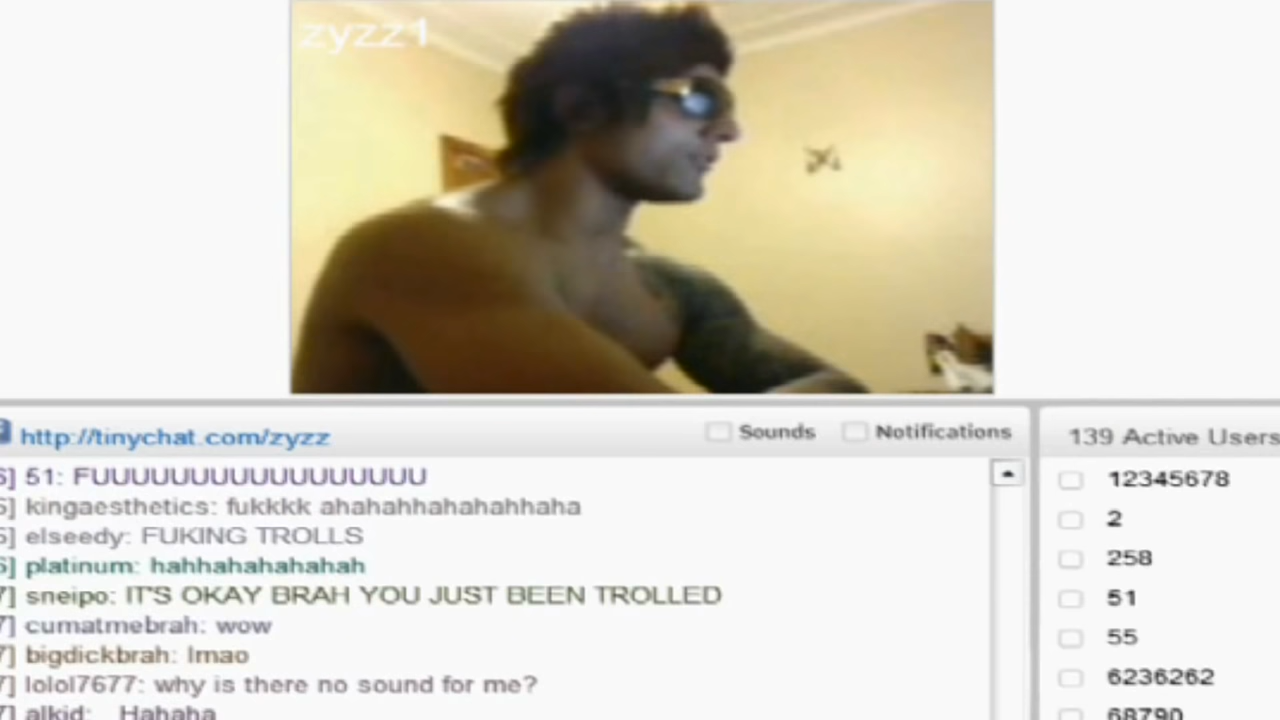 zyzz1
http://tinychat.com/zyzz
Sounds
Notifications
139 Active Users
6] 51: FUUUUUUUUUUUUUUUUU
6] kingaesthetics: fukkkk ahahahhahahahhaha
6] elseedy: FUKING TROLLS
6] platinum: hahhahahahahah
7] sneipo: IT'S OKAY BRAH YOU JUST BEEN TROLLED
7] cumatmebrah: wow
7] bigdickbrah: lmao
7] lolol7677: why is there no sound for me?
7] alkid: Hahaha
12345678
2
258
51
55
6236262
68790